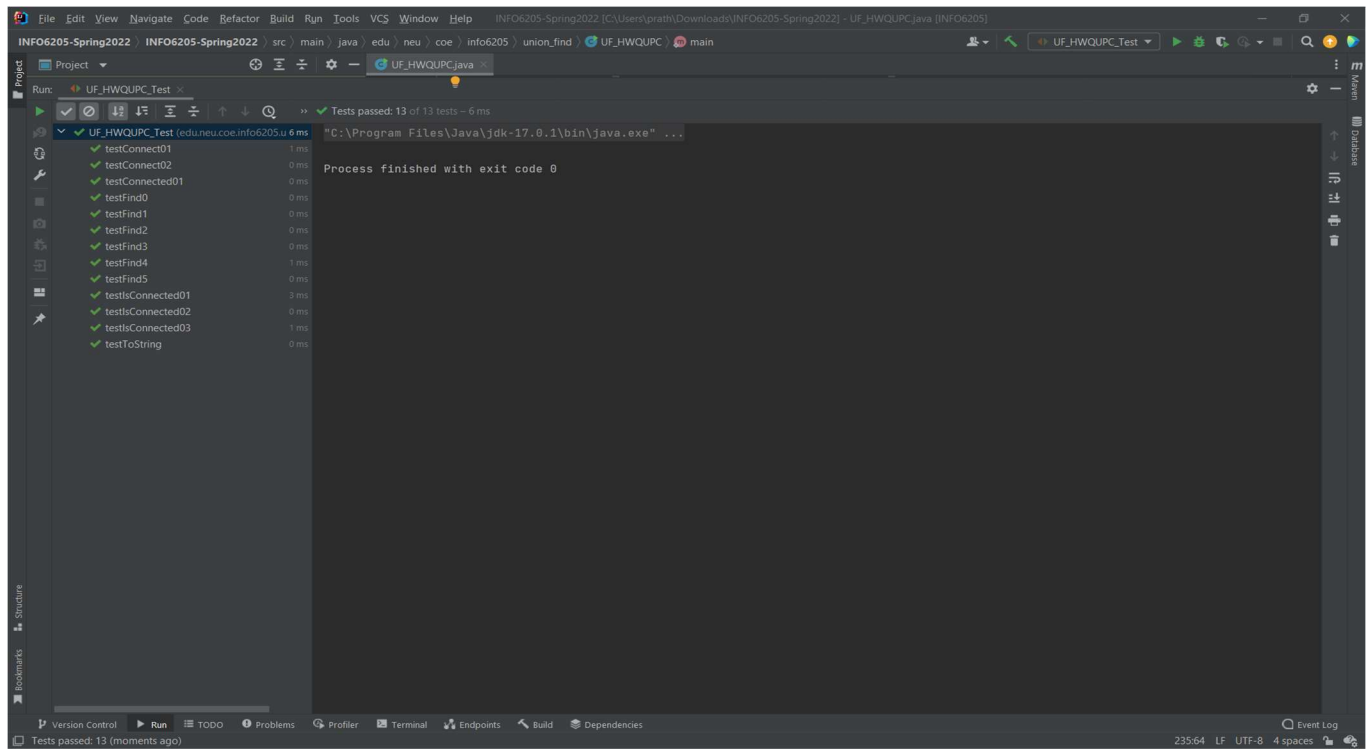 File Edit View Navigate Code Refactor Build Run Tools VCS Window Help INFO6205-Spring2022 [C:\Users\prath\Downloads\INFO6205-Spring2022] - UF_HWQUPC.java [INFO6205]
INFO6205-Spring2022 INFO6205-Spring2022 src main java edu neu coe info6205 union_find UF_HWQUPC main UF_HWQUPC_Test
Project Project UF_HWQUPC.java Maven
Run: UF_HWQUPC_Test
Tests passed: 13 of 13 tests – 6 ms
UF_HWQUPC_Test (edu.neu.coe.info6205.u 6 ms "C:\Program Files\Java\jdk-17.0.1\bin\java.exe" ... Database
testConnect01 1 ms
testConnect02 0 ms Process finished with exit code 0
testConnected01 0 ms
testFind0 0 ms
testFind1 0 ms
testFind2 0 ms
testFind3 0 ms
testFind4 1 ms
testFind5 0 ms
testIsConnected01 3 ms
testIsConnected02 0 ms
testIsConnected03 1 ms
testToString 0 ms
Structure
Bookmarks
Version Control Run TODO Problems Profiler Terminal Endpoints Build Dependencies Event Log
Tests passed: 13 (moments ago) 235:64 LF UTF-8 4 spaces